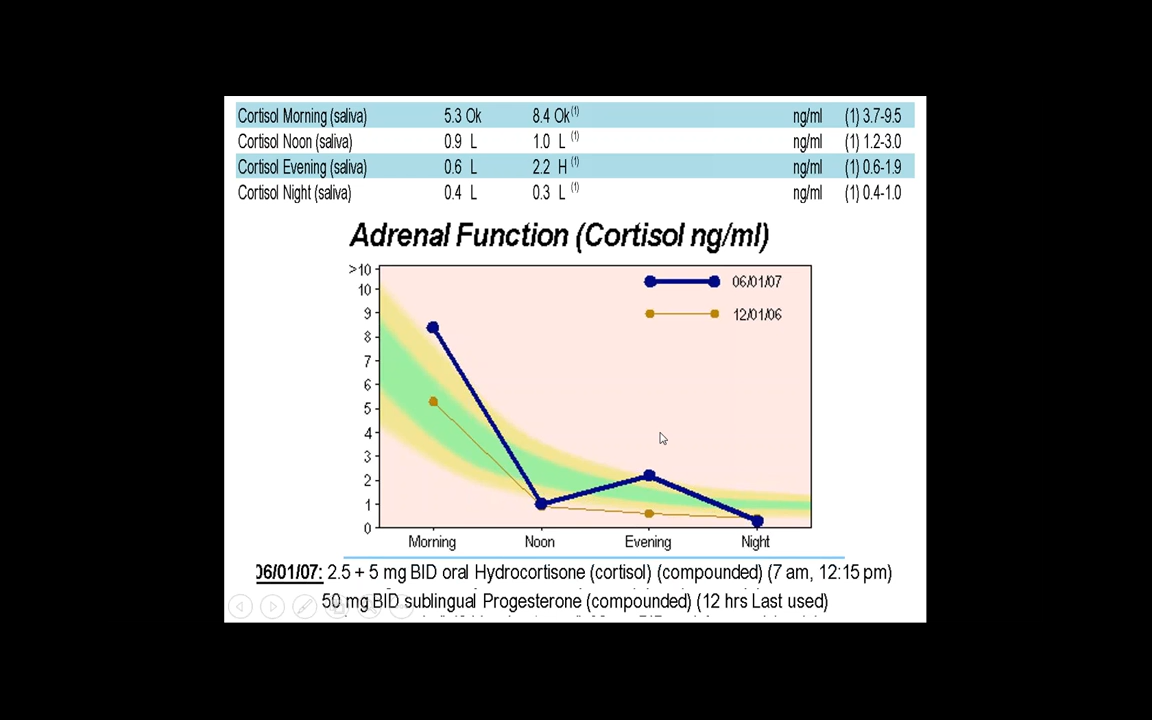 Cortisol Morning (saliva) 5.3 Ok 8.4 Ok (1) ng/ml (1) 3.7-9.5
Cortisol Noon (saliva) 0.9 L 1.0 L (1) ng/ml (1) 1.2-3.0
Cortisol Evening (saliva) 0.6 L 2.2 H (1) ng/ml (1) 0.6-1.9
Cortisol Night (saliva) 0.4 L 0.3 L (1) ng/ml (1) 0.4-1.0
Adrenal Function (Cortisol ng/ml)
>10
10
9
8
7
6
5
4
3
2
1
0
06/01/07
12/01/06
Morning Noon Evening Night
06/01/07: 2.5 + 5 mg BID oral Hydrocortisone (cortisol) (compounded) (7 am, 12:15 pm)
50 mg BID sublingual Progesterone (compounded) (12 hrs Last used)